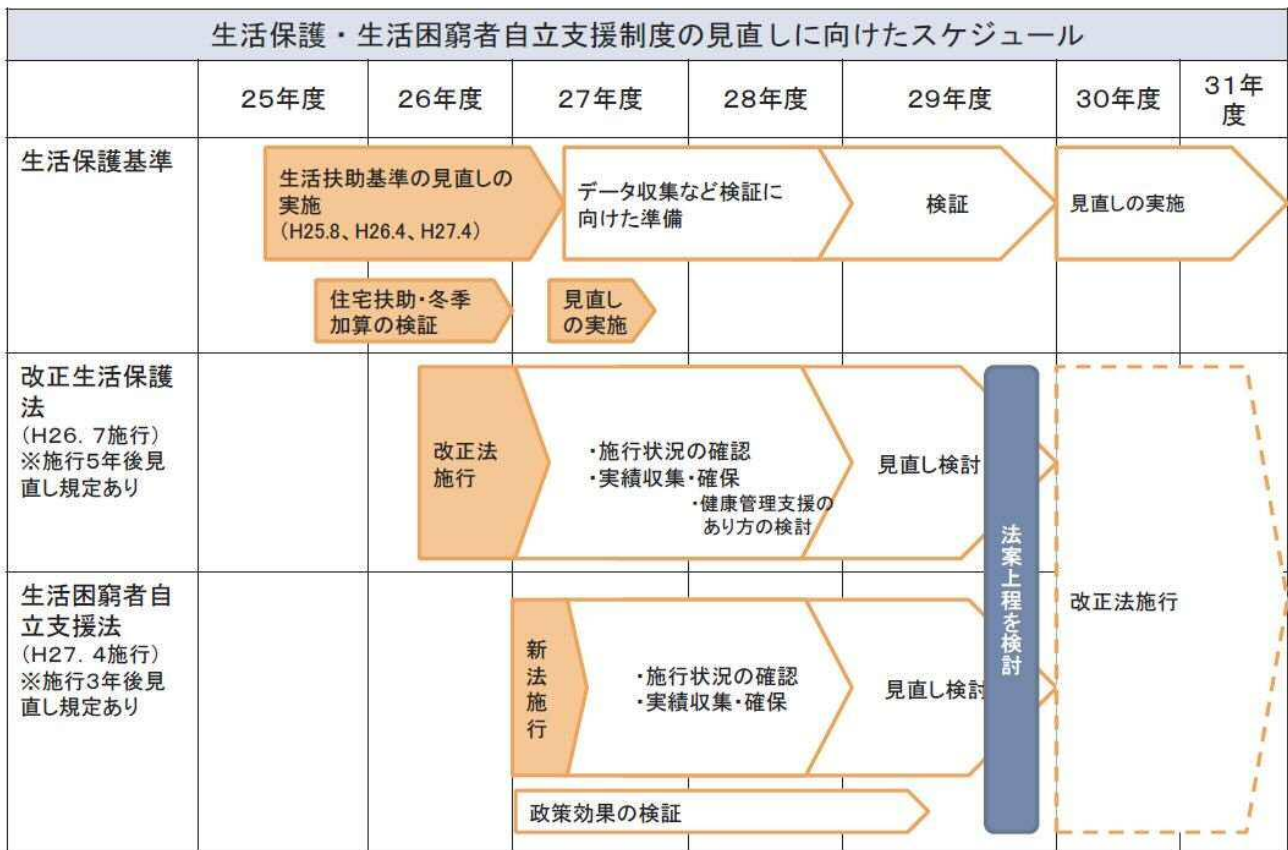 生活保護・生活困窮者自立支援制度の見直しに向けたスケジュール
25年度
26年度
27年度
28年度
29年度
30年度
31年
度
生活保護基準
生活扶助基準の見直しの
実施
(H25.8、H26.4、H27.4)
データ収集など検証に
向けた準備
検証
見直しの実施
住宅扶助・冬季
加算の検証
見直し
の実施
改正生活保護
法
(H26.7施行)
※施行5年後見
直し規定あり
改正法
施行
・施行状況の確認
・実績収集・確保
・健康管理支援の
あり方の検討
見直し検討
法案上程を検討
改正法施行
生活困窮者自
立支援法
(H27.4施行)
※施行3年後見
直し規定あり
新法施行
・施行状況の確認
・実績収集・確保
見直し検討
政策効果の検証